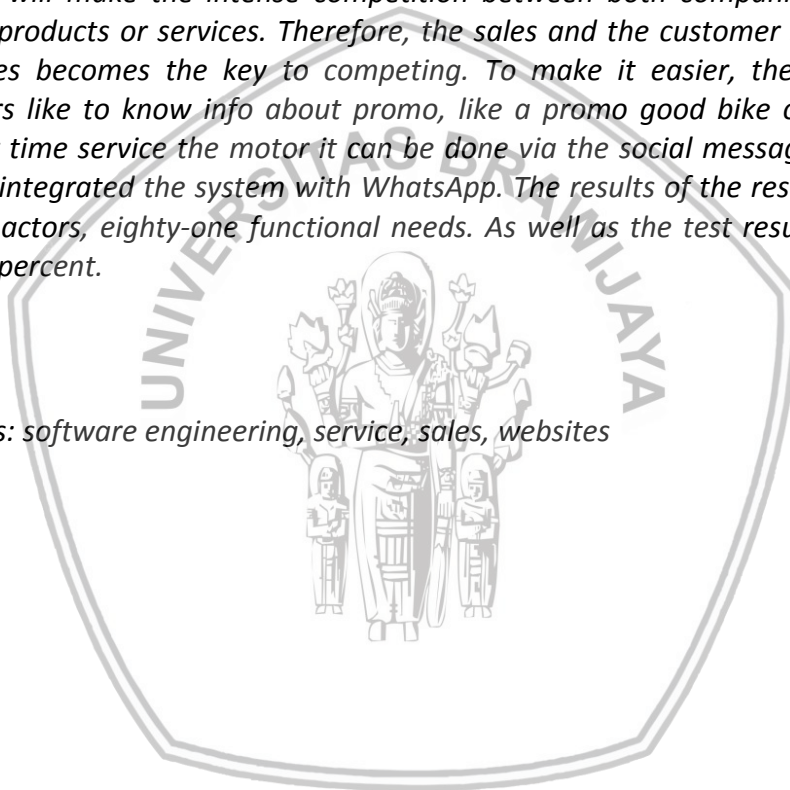 will make the intense competition between both compani
products or services. Therefore, the sales and the customer
es becomes the key to competing. To make it easier, the
rs like to know info about promo, like a promo good bike o
time service the motor it can be done via the social messag
integrated the system with WhatsApp. The results of the res
actors, eighty-one functional needs. As well as the test resu
percent.
UNIVERSITAS BRAWIJAYA
s: software engineering, service, sales, websites